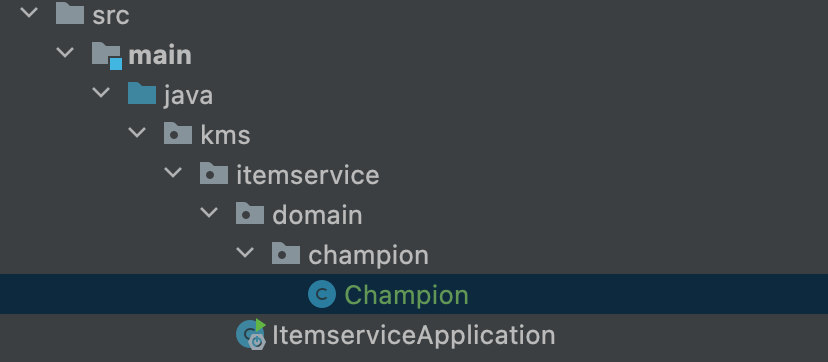 src
main
java
kms
itemservice
domain
champion
Champion
ItemserviceApplication